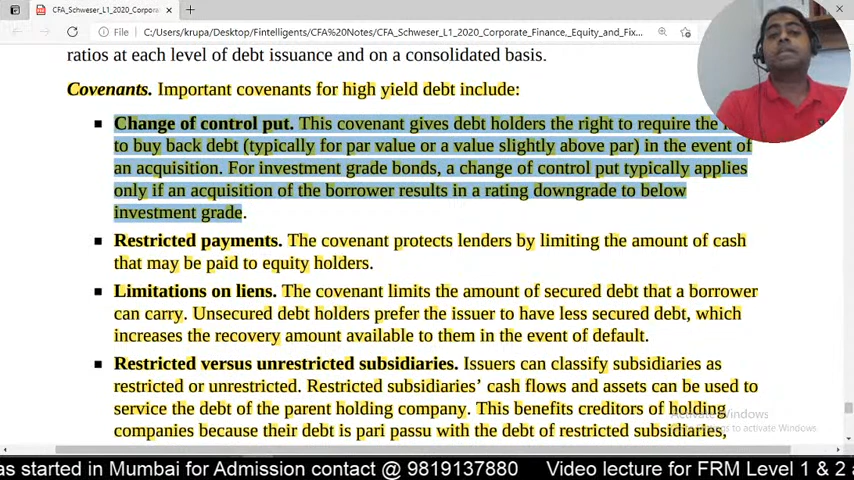 File
C:/Users/krupa/Desktop/Fintelligents/CFA%20Notes/CFA_Schweser_L1_2020_Corporate_Finance,_Equity_and_Fix...
ratios at each level of debt issuance and on a consolidated basis.
Covenants. Important covenants for high yield debt include:
■ Change of control put. This covenant gives debt holders the right to require the
to buy back debt (typically for par value or a value slightly above par) in the event of
an acquisition. For investment grade bonds, a change of control put typically applies
only if an acquisition of the borrower results in a rating downgrade to below
investment grade.
■ Restricted payments. The covenant protects lenders by limiting the amount of cash
that may be paid to equity holders.
■ Limitations on liens. The covenant limits the amount of secured debt that a borrower
can carry. Unsecured debt holders prefer the issuer to have less secured debt, which
increases the recovery amount available to them in the event of default.
■ Restricted versus unrestricted subsidiaries. Issuers can classify subsidiaries as
restricted or unrestricted. Restricted subsidiaries’ cash flows and assets can be used to
service the debt of the parent holding company. This benefits creditors of holding
companies because their debt is pari passu with the debt of restricted subsidiaries,
Activate Windows
to activate Windows.
as started in Mumbai for Admission contact @ 9819137880 Video lecture for FRM Level 1 & 2